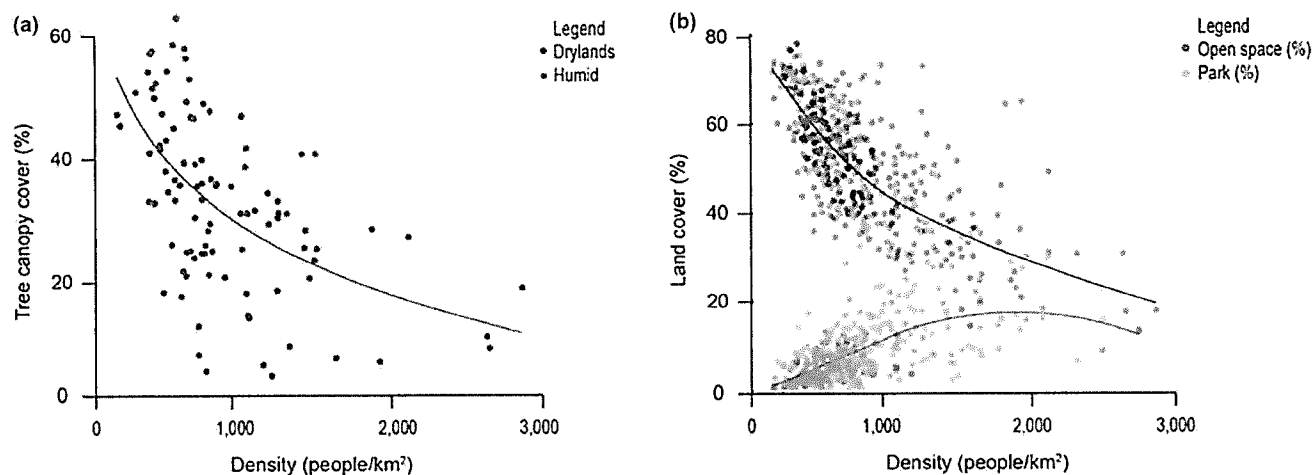 (a)
Legend
Drylands
Humid
60
40
20
0
Tree canopy cover (%)
0
1,000
2,000
3,000
Density (people/km²)
(b)
Legend
Open space (%)
Park (%)
80
60
40
20
0
Land cover (%)
0
1,000
2,000
3,000
Density (people/km²)